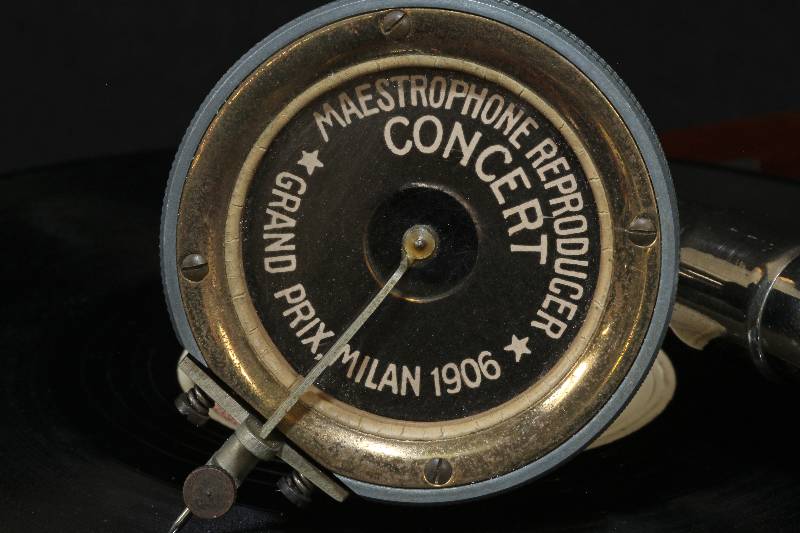 MAESTROPHONE REPRODUCER
CONCERT
★ GRAND PRIX, MILAN 1906 ★